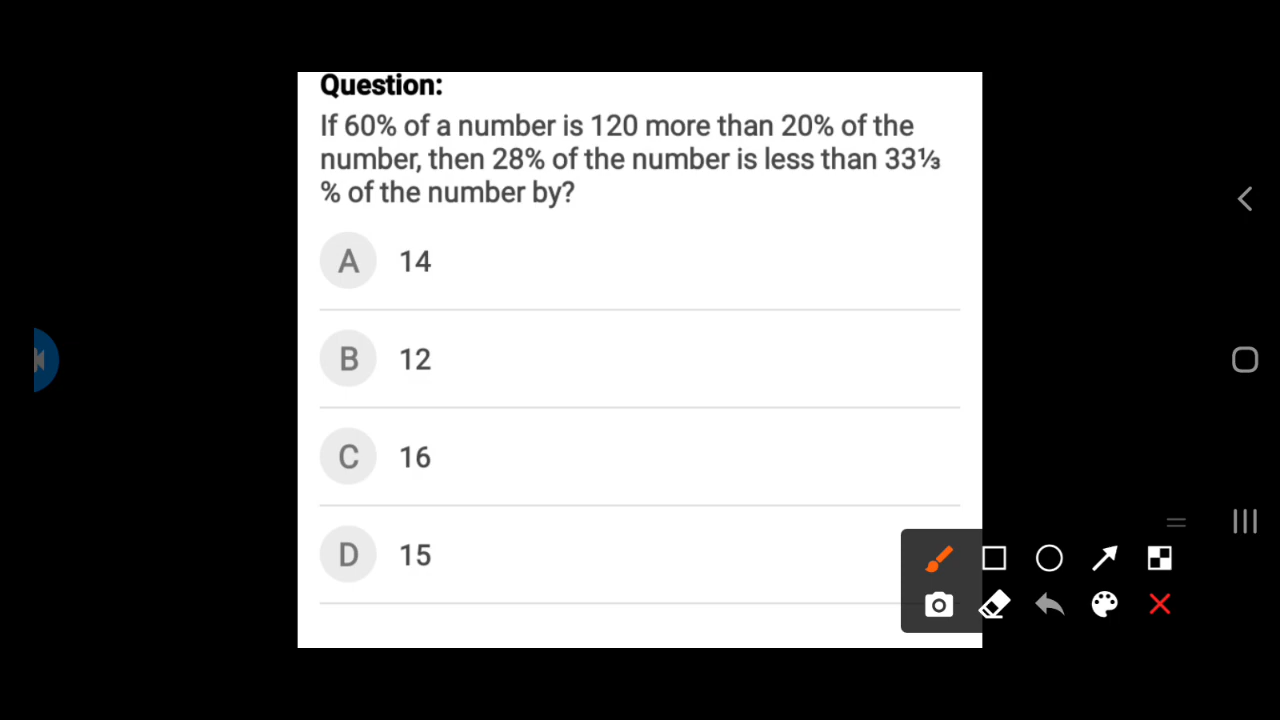 Question:
If 60% of a number is 120 more than 20% of the
number, then 28% of the number is less than 33⅓
% of the number by?
A 14
B 12
C 16
D 15